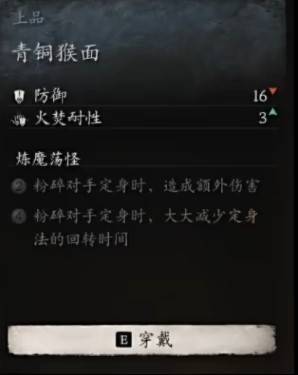 上品
青铜猴面
防御 16
火焚耐性 3
炼魔荡怪
2 粉碎对手定身时，造成额外伤害
4 粉碎对手定身时，大大减少定身
法的回转时间
E 穿戴